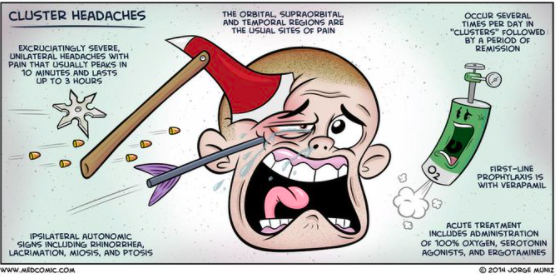 CLUSTER HEADACHES
THE ORBITAL, SUPRAORBITAL,
AND TEMPORAL REGIONS ARE
THE USUAL SITES OF PAIN
OCCUR SEVERAL
TIMES PER DAY IN
"CLUSTERS" FOLLOWED
BY A PERIOD OF
REMISSION
EXCRUCIATINGLY SEVERE,
UNILATERAL HEADACHES WITH
PAIN THAT USUALLY PEAKS IN
10 MINUTES AND LASTS
UP TO 3 HOURS
O2
FIRST-LINE
PROPHYLAXIS IS
WITH VERAPAMIL
IPSILATERAL AUTONOMIC
SIGNS INCLUDING RHINORRHEA,
LACRIMATION, MIOSIS, AND PTOSIS
ACUTE TREATMENT
INCLUDES ADMINISTRATION
OF 100% OXYGEN, SEROTONIN
AGONISTS, AND ERGOTAMINES
WWW.MEDCOMIC.COM
© 2014 JORGE MUNIZ